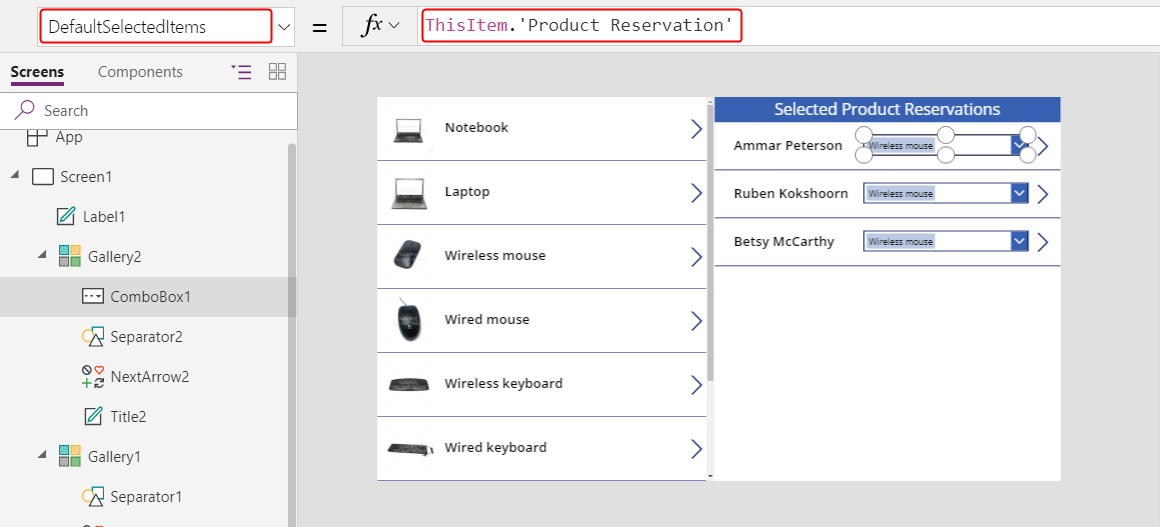 DefaultSelectedItems
=
fx
ThisItem.'Product Reservation'
Screens
Components
Search
App
Screen1
Label1
Gallery2
ComboBox1
Separator2
NextArrow2
Title2
Gallery1
Separator1
Notebook
Laptop
Wireless mouse
Wired mouse
Wireless keyboard
Wired keyboard
Selected Product Reservations
Ammar Peterson
Wireless mouse
Ruben Kokshoorn
Wireless mouse
Betsy McCarthy
Wireless mouse